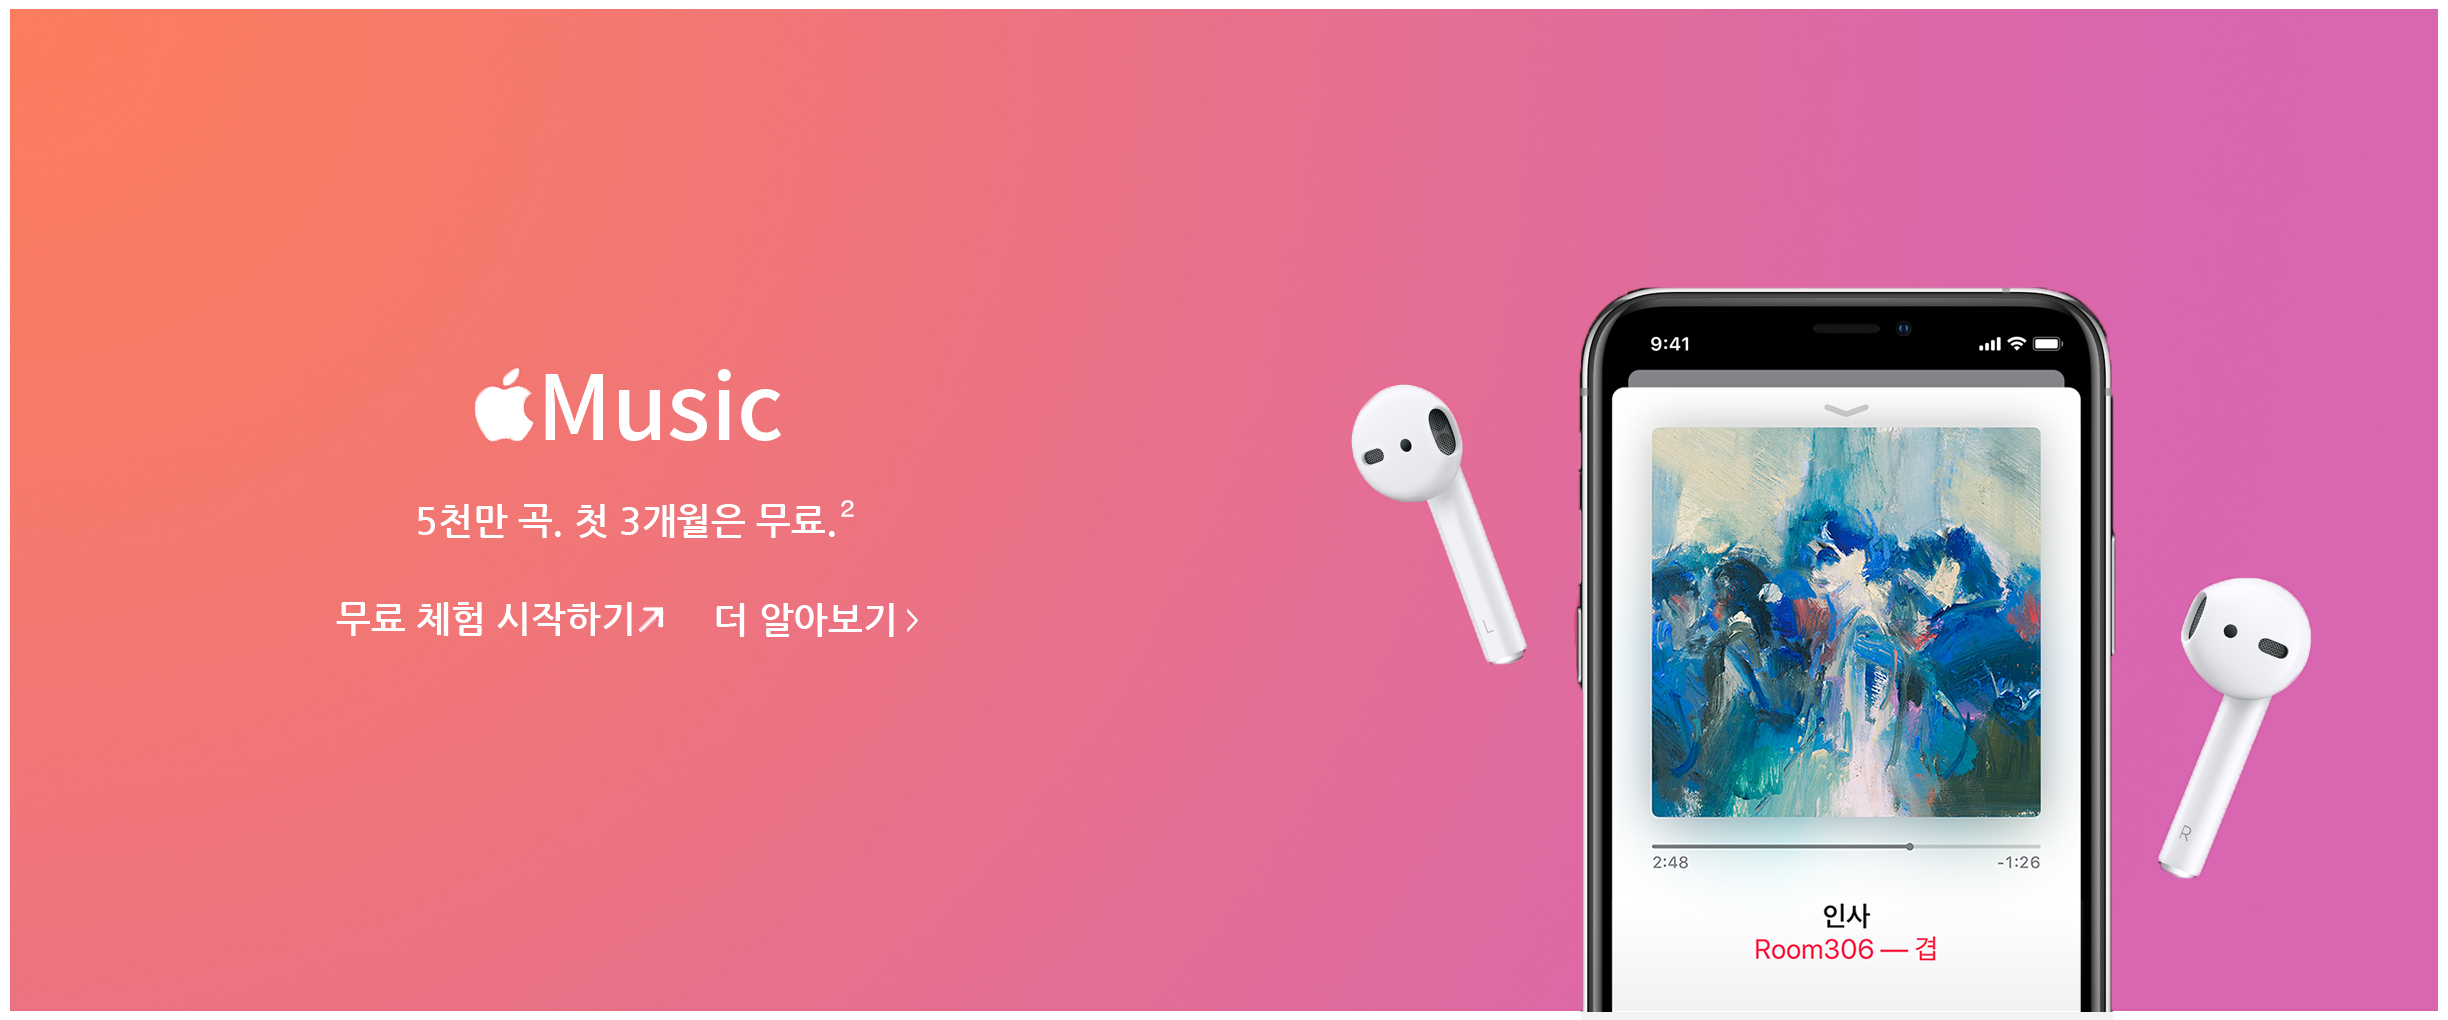 Music
5천만 곡. 첫 3개월은 무료.²
무료 체험 시작하기↗ 더 알아보기 >
9:41
L
R
2:48 -1:26
인사
Room306 — 겹